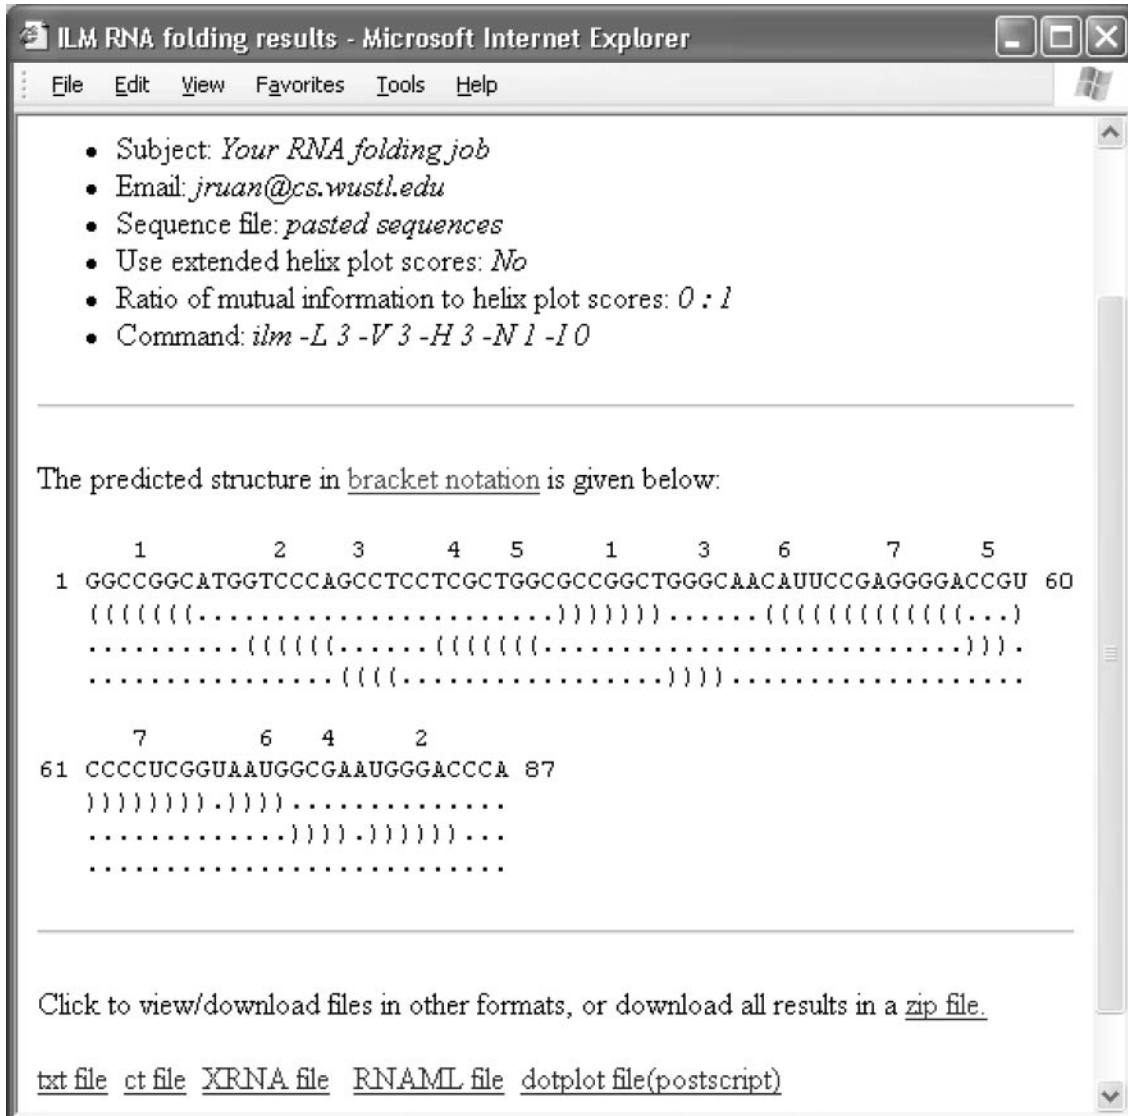 ILM RNA folding results - Microsoft Internet Explorer
File Edit View Favorites Tools Help
• Subject: Your RNA folding job
• Email: jruan@cs.wustl.edu
• Sequence file: pasted sequences
• Use extended helix plot scores: No
• Ratio of mutual information to helix plot scores: 0 : 1
• Command: ilm -L 3 -V 3 -H 3 -N 1 -I 0
The predicted structure in bracket notation is given below:
1 2 3 4 5 1 3 6 7 5
1 GGCCGGCATGGTCCCAGCCTCCTCGCTGGCGCCGGCTGGGCAACAUUCCGAGGGGACCGU 60
(((((((.......................)))))))......(((((((((((((...)
..........((((((......(((((((...........................))).
................((((.................))))...................
7 6 4 2
61 CCCCUCGGUAAUGGCGAAUGGGACCCA 87
)))))))).))))..............
.............)))).))))))...
...........................
Click to view/download files in other formats, or download all results in a zip file.
txt file ct file XRNA file RNAML file dotplot file(postscript)